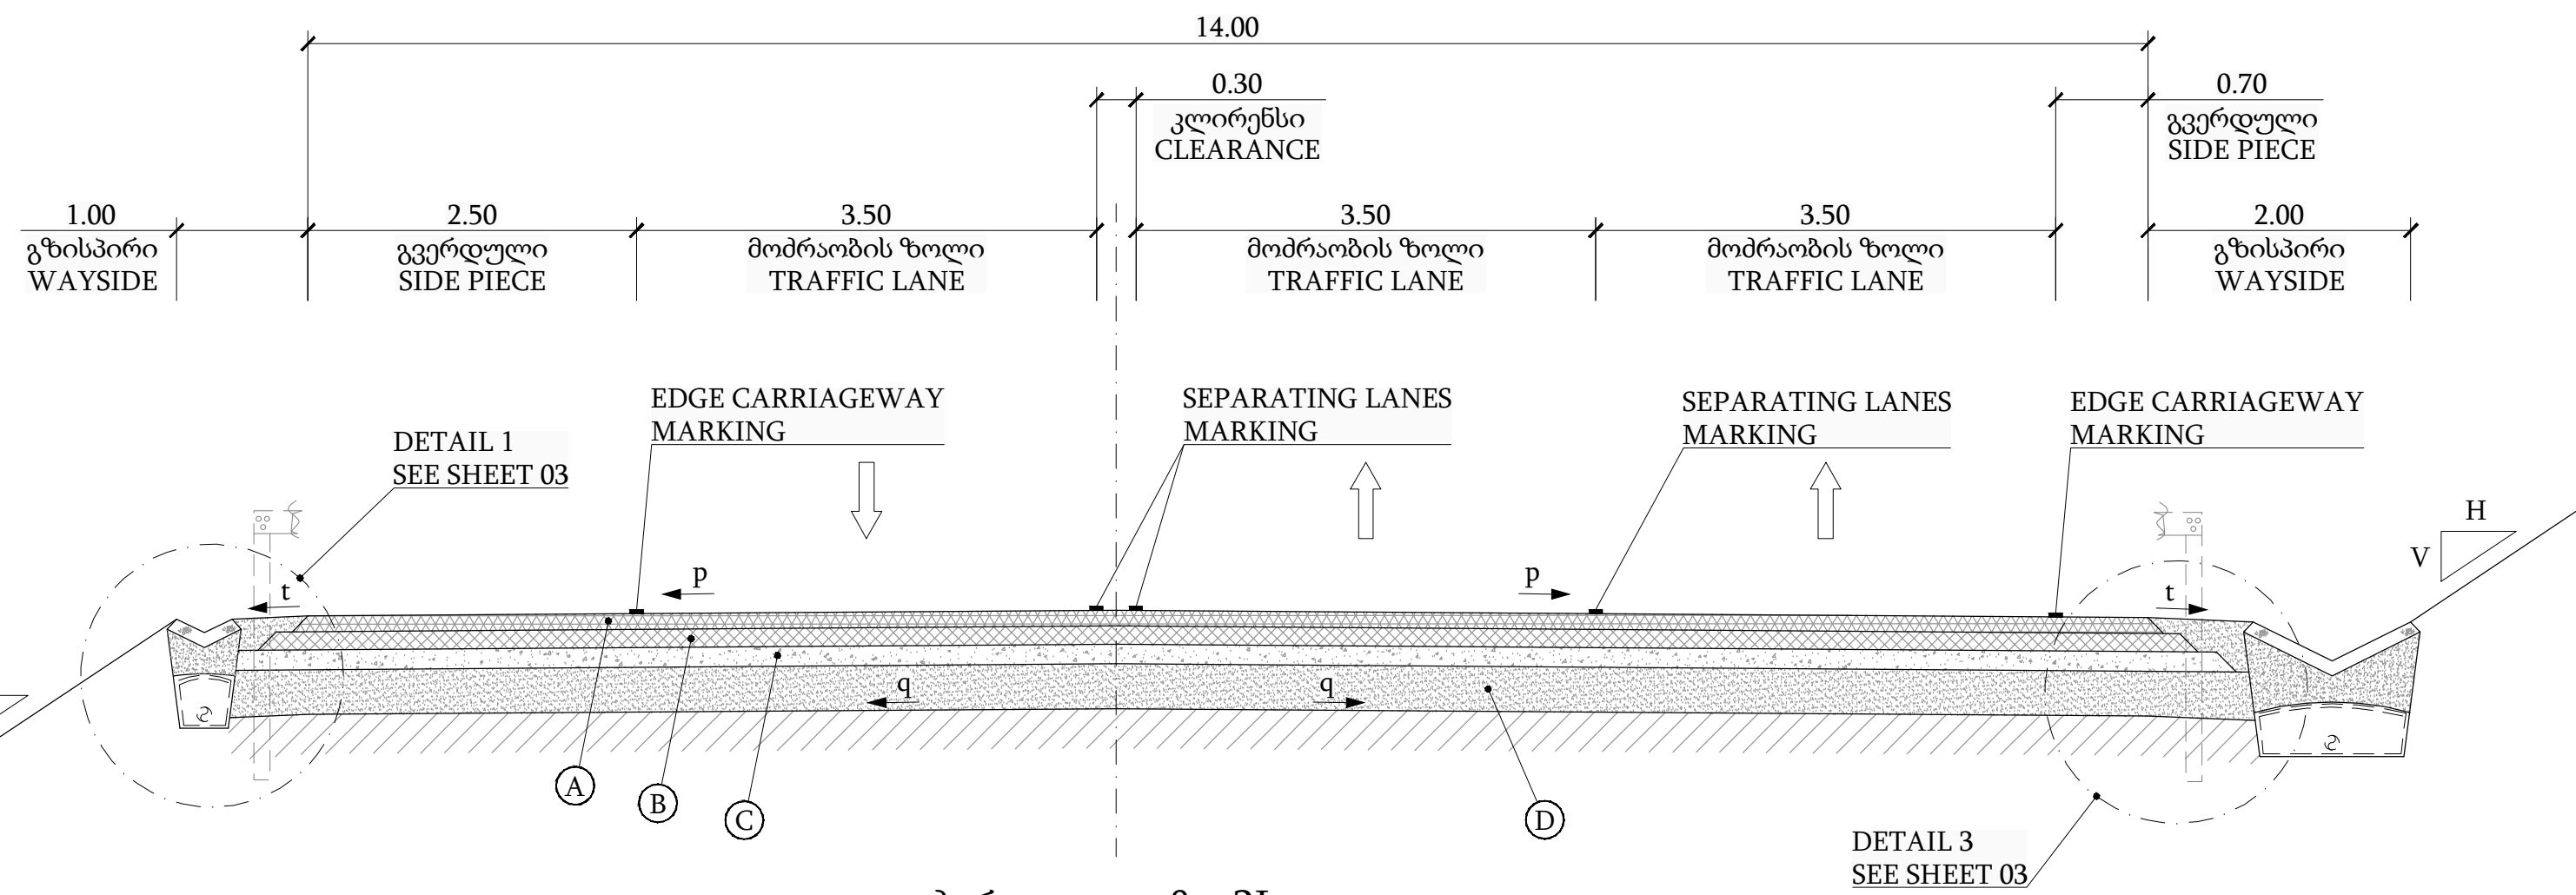 14.00
0.30
კლირენსი
CLEARANCE
0.70
გვერდული
SIDE PIECE
1.00
გზისპირი
WAYSIDE
2.50
გვერდული
SIDE PIECE
3.50
მოძრაობის ზოლი
TRAFFIC LANE
3.50
მოძრაობის ზოლი
TRAFFIC LANE
3.50
მოძრაობის ზოლი
TRAFFIC LANE
2.00
გზისპირი
WAYSIDE
DETAIL 1
SEE SHEET 03
EDGE CARRIAGEWAY
MARKING
SEPARATING LANES
MARKING
SEPARATING LANES
MARKING
EDGE CARRIAGEWAY
MARKING
H
V
t
p
p
t
q
q
A
B
C
D
DETAIL 3
SEE SHEET 03